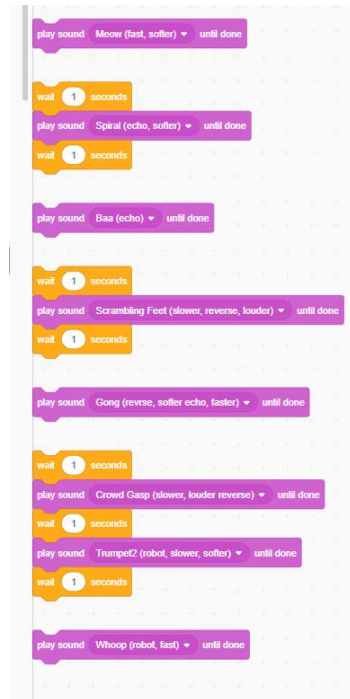 play sound Meow (fast, softer) until done
wait 1 seconds
play sound Spiral (echo, softer) until done
wait 1 seconds
play sound Baa (echo) until done
wait 1 seconds
play sound Scrambling Feet (slower, reverse, louder) until done
wait 1 seconds
play sound Gong (revrse, softer echo, faster) until done
wait 1 seconds
play sound Crowd Gasp (slower, louder reverse) until done
wait 1 seconds
play sound Trumpet2 (robot, slower, softer) until done
wait 1 seconds
play sound Whoop (robot, fast) until done